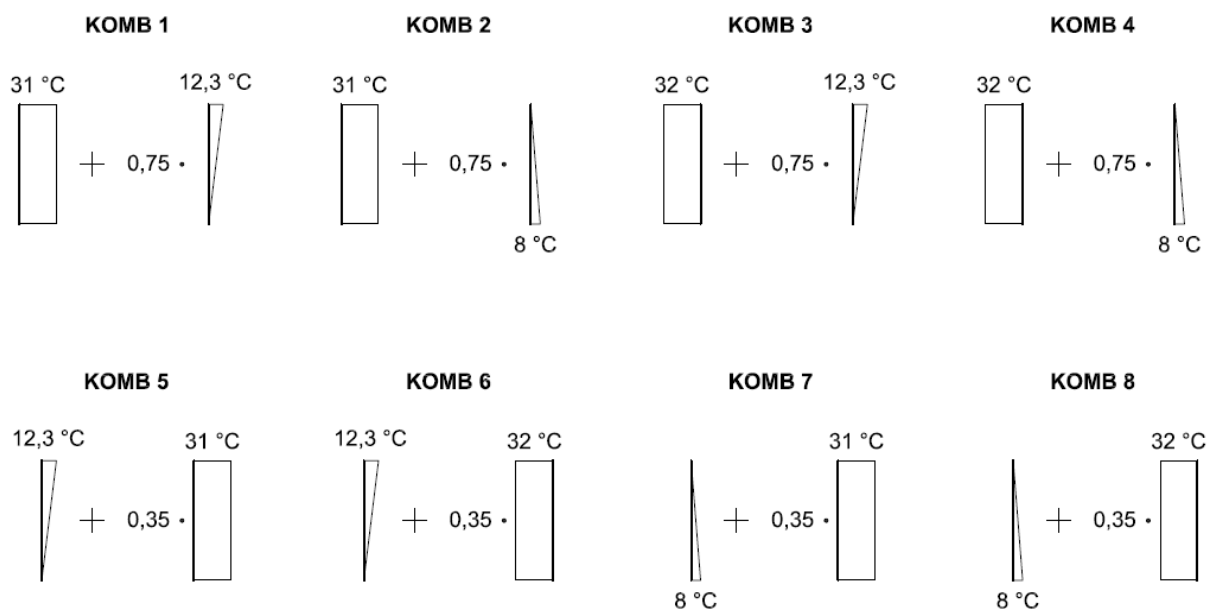 KOMB 1
KOMB 2
KOMB 3
KOMB 4
31 °C
12,3 °C
31 °C
32 °C
12,3 °C
32 °C
+ 0,75 •
+ 0,75 •
+ 0,75 •
+ 0,75 •
8 °C
8 °C
KOMB 5
KOMB 6
KOMB 7
KOMB 8
12,3 °C
31 °C
12,3 °C
32 °C
31 °C
32 °C
+ 0,35 •
+ 0,35 •
+ 0,35 •
+ 0,35 •
8 °C
8 °C